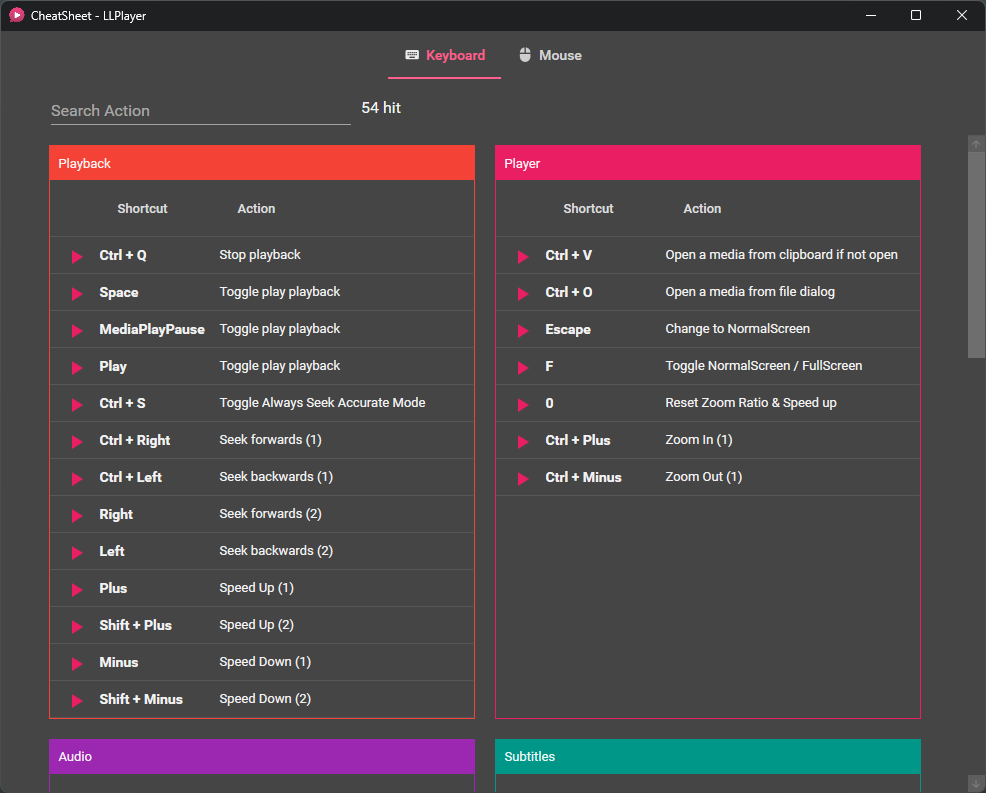 CheatSheet - LLPlayer
Keyboard Mouse
Search Action 54 hit
Playback
Shortcut Action
Ctrl + Q Stop playback
Space Toggle play playback
MediaPlayPause Toggle play playback
Play Toggle play playback
Ctrl + S Toggle Always Seek Accurate Mode
Ctrl + Right Seek forwards (1)
Ctrl + Left Seek backwards (1)
Right Seek forwards (2)
Left Seek backwards (2)
Plus Speed Up (1)
Shift + Plus Speed Up (2)
Minus Speed Down (1)
Shift + Minus Speed Down (2)
Player
Shortcut Action
Ctrl + V Open a media from clipboard if not open
Ctrl + O Open a media from file dialog
Escape Change to NormalScreen
F Toggle NormalScreen / FullScreen
0 Reset Zoom Ratio & Speed up
Ctrl + Plus Zoom In (1)
Ctrl + Minus Zoom Out (1)
Audio
Subtitles